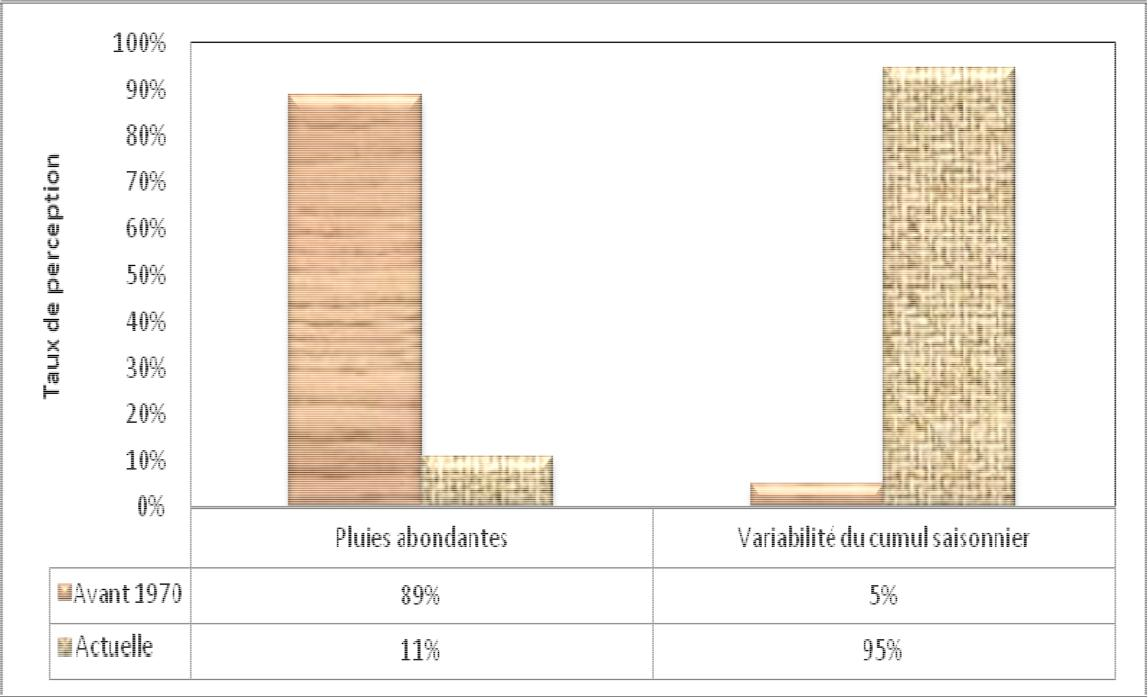 100%
90%
80%
70%
60%
50%
40%
30%
20%
10%
0%
Taux de perception
Pluies abondantes Variabilité du cumul saisonnier
Avant 1970 89% 5%
Actuelle 11% 95%